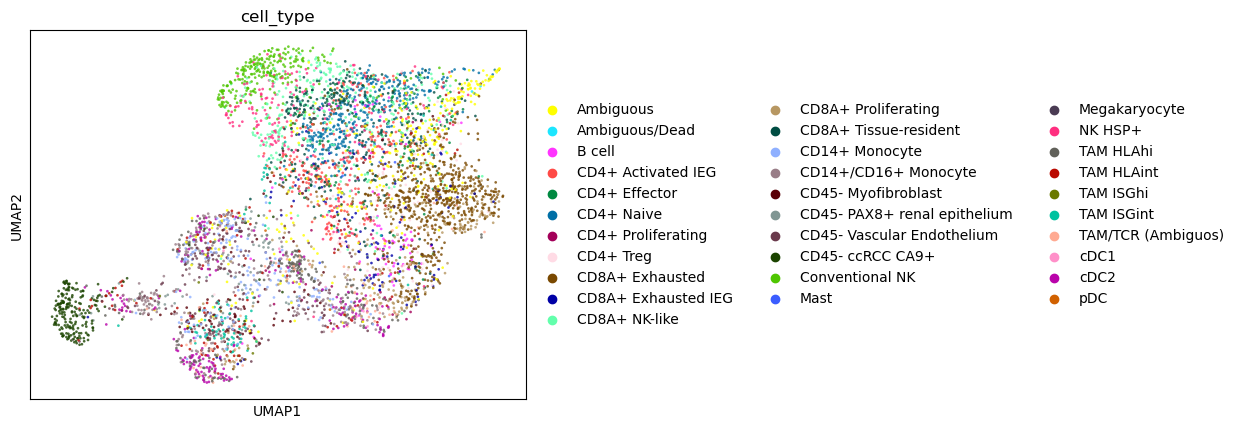 cell_type
UMAP2
UMAP1
Ambiguous
Ambiguous/Dead
B cell
CD4+ Activated IEG
CD4+ Effector
CD4+ Naive
CD4+ Proliferating
CD4+ Treg
CD8A+ Exhausted
CD8A+ Exhausted IEG
CD8A+ NK-like
CD8A+ Proliferating
CD8A+ Tissue-resident
CD14+ Monocyte
CD14+/CD16+ Monocyte
CD45- Myofibroblast
CD45- PAX8+ renal epithelium
CD45- Vascular Endothelium
CD45- ccRCC CA9+
Conventional NK
Mast
Megakaryocyte
NK HSP+
TAM HLAhi
TAM HLAint
TAM ISGhi
TAM ISGint
TAM/TCR (Ambiguos)
cDC1
cDC2
pDC